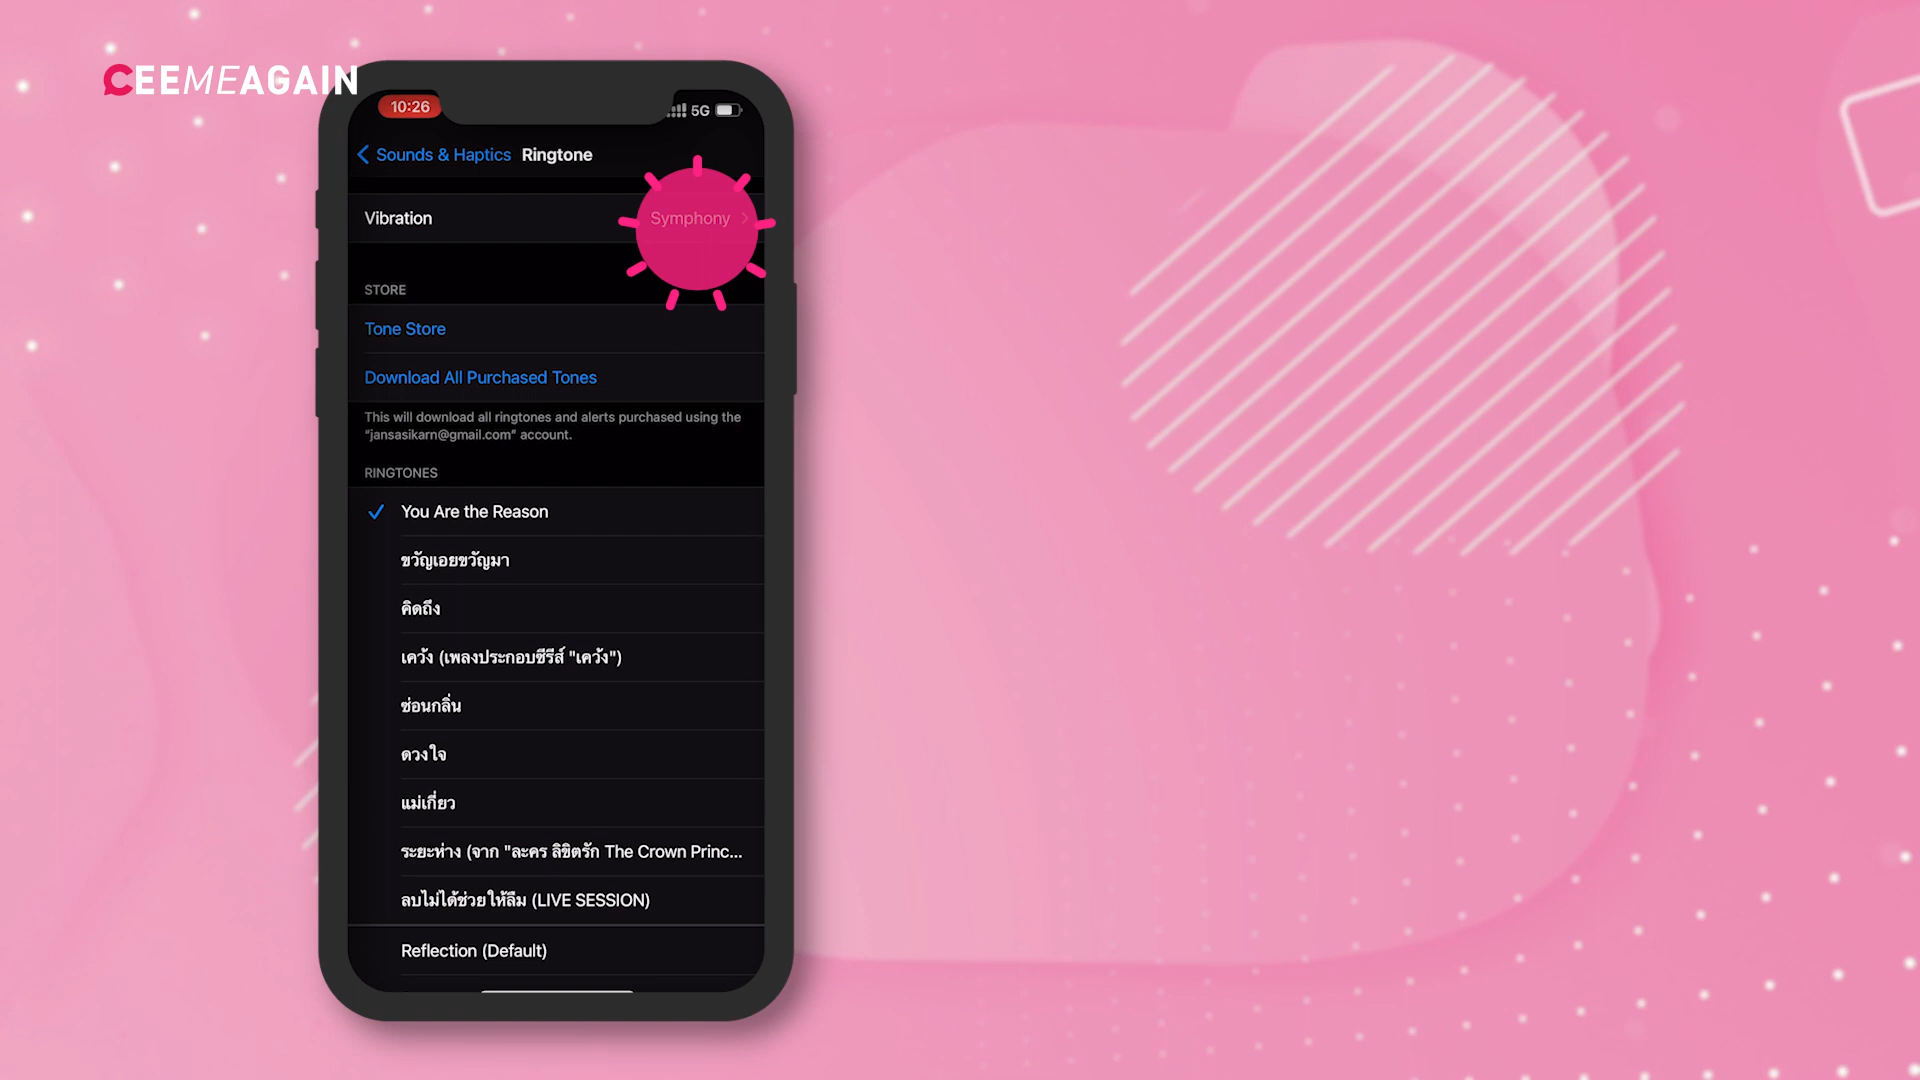 CEEMEAGAIN
10:26
5G
Sounds & Haptics
Ringtone
Vibration
Symphony
STORE
Tone Store
Download All Purchased Tones
This will download all ringtones and alerts purchased using the
“jansasikarn@gmail.com” account.
RINGTONES
You Are the Reason
ขวัญเอยขวัญมา
คิดถึง
เคว้ง (เพลงประกอบซีรีส์ "เคว้ง")
ซ่อนกลิ่น
ดวงใจ
แม่เกี่ยว
ระยะห่าง (จาก "ละคร ลิขิตรัก The Crown Princ...
ลบไม่ได้ช่วยให้ลืม (LIVE SESSION)
Reflection (Default)